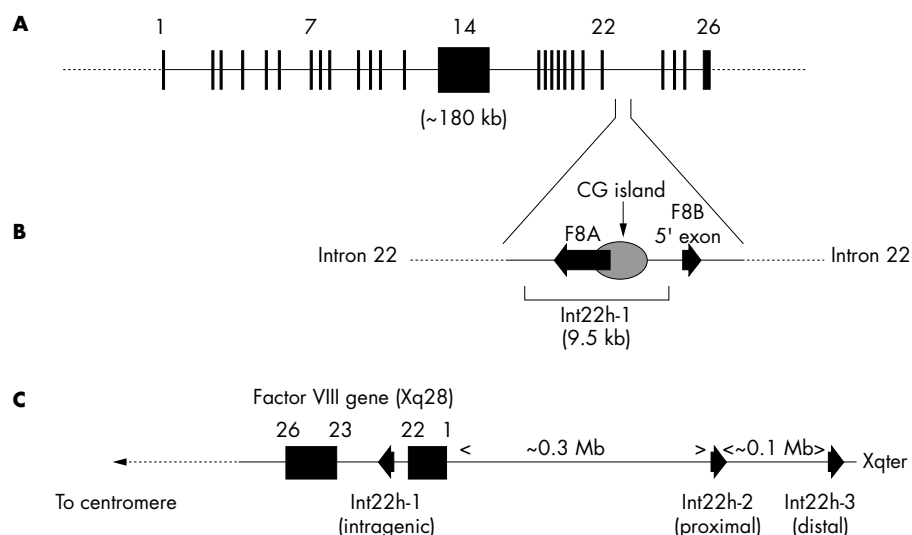 A
1 7 14 22 26
(~180 kb)
B
CG island
F8A
F8B
5' exon
Intron 22
Intron 22
Int22h-1
(9.5 kb)
C
Factor VIII gene (Xq28)
26 23 22 1
< ~0.3 Mb > <~0.1 Mb>
Xqter
To centromere
Int22h-1
(intragenic)
Int22h-2
(proximal)
Int22h-3
(distal)